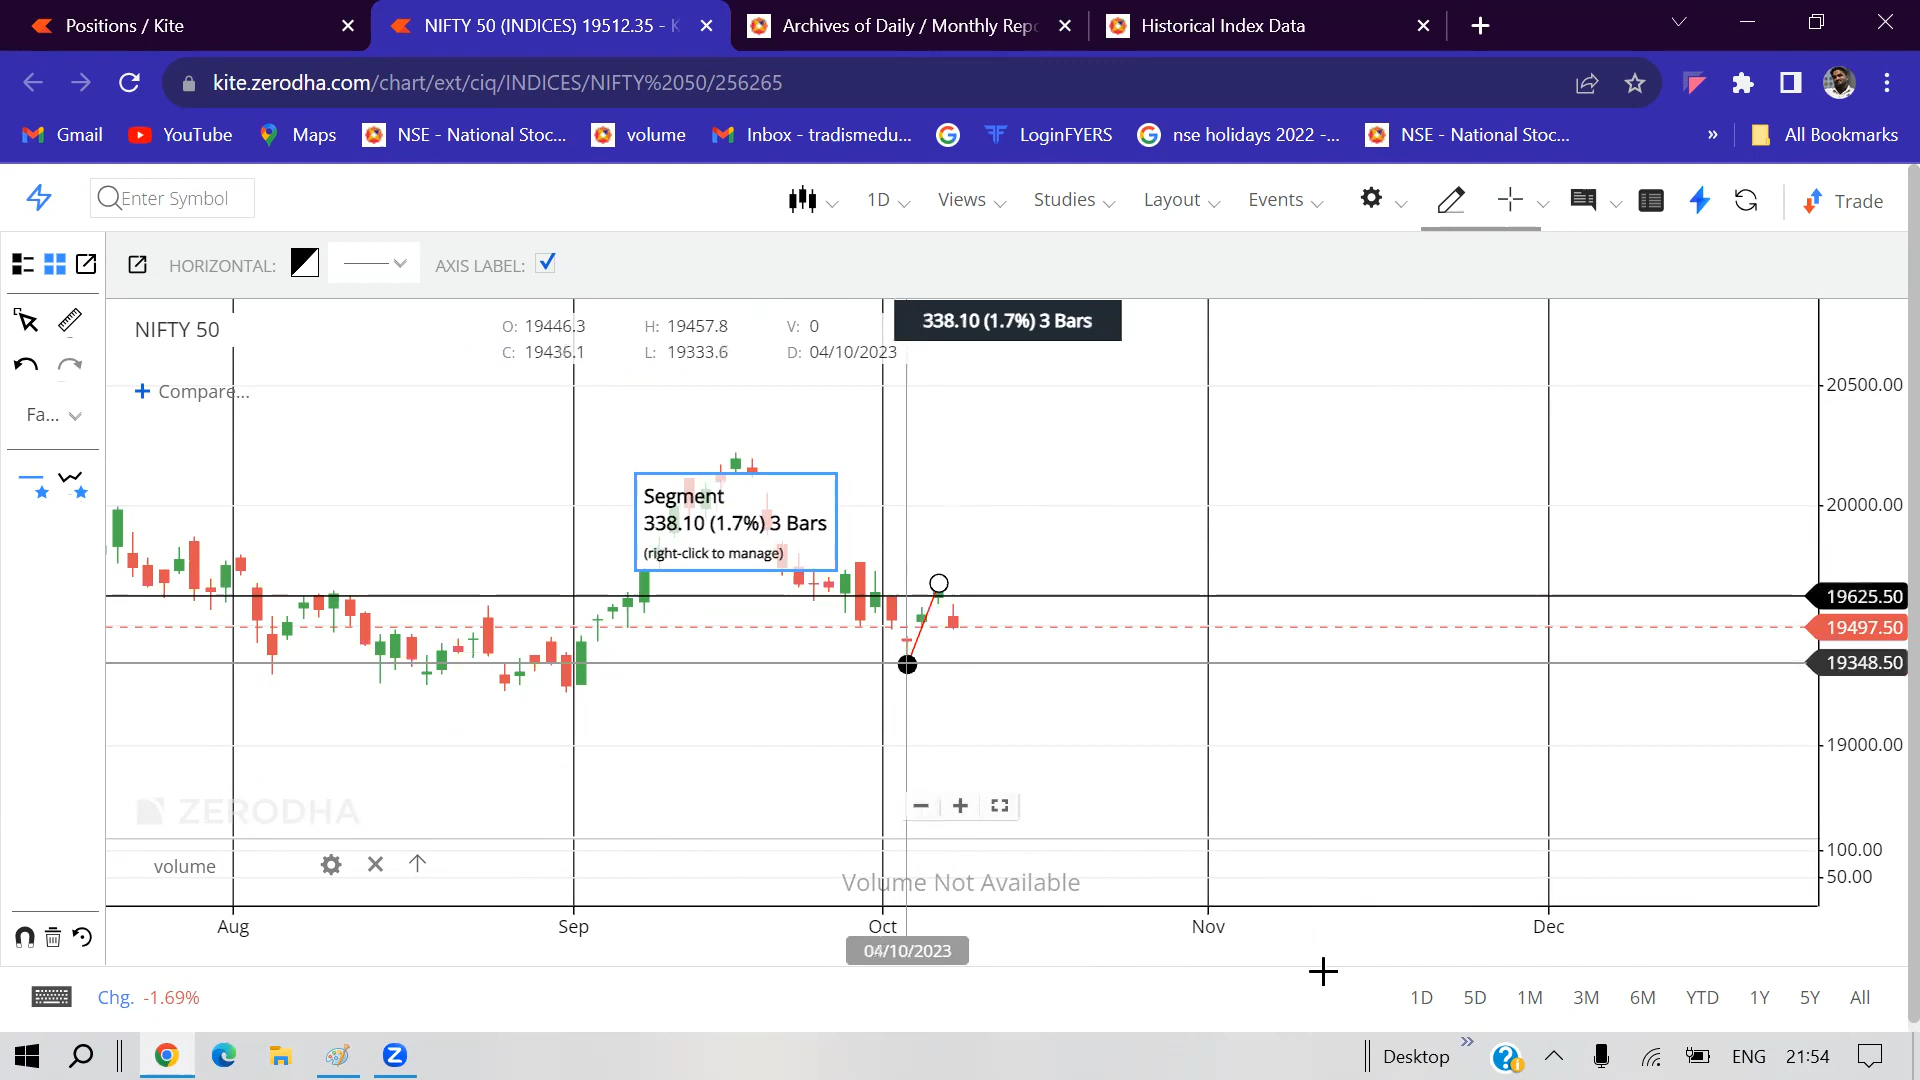 Positions / Kite
NIFTY 50 (INDICES) 19512.35 - K
Archives of Daily / Monthly Repo
Historical Index Data
kite.zerodha.com/chart/ext/ciq/INDICES/NIFTY%2050/256265
Gmail
YouTube
Maps
NSE - National Stoc...
volume
Inbox - tradismedu...
LoginFYERS
nse holidays 2022 -...
NSE - National Stoc...
»
All Bookmarks
Enter Symbol
1D
Views
Studies
Layout
Events
Trade
HORIZONTAL:
AXIS LABEL:
NIFTY 50
O: 19446.3 H: 19457.8 V: 0
C: 19436.1 L: 19333.6 D: 04/10/2023
338.10 (1.7%) 3 Bars
+ Compare...
Fa...
Segment
338.10 (1.7%) 3 Bars
(right-click to manage)
20500.00
20000.00
19625.50
19497.50
19348.50
19000.00
ZERODHA
volume
Volume Not Available
100.00
50.00
Aug
Sep
Oct
Nov
Dec
04/10/2023
Chg. -1.69%
1D
5D
1M
3M
6M
YTD
1Y
5Y
All
Desktop
»
ENG
21:54